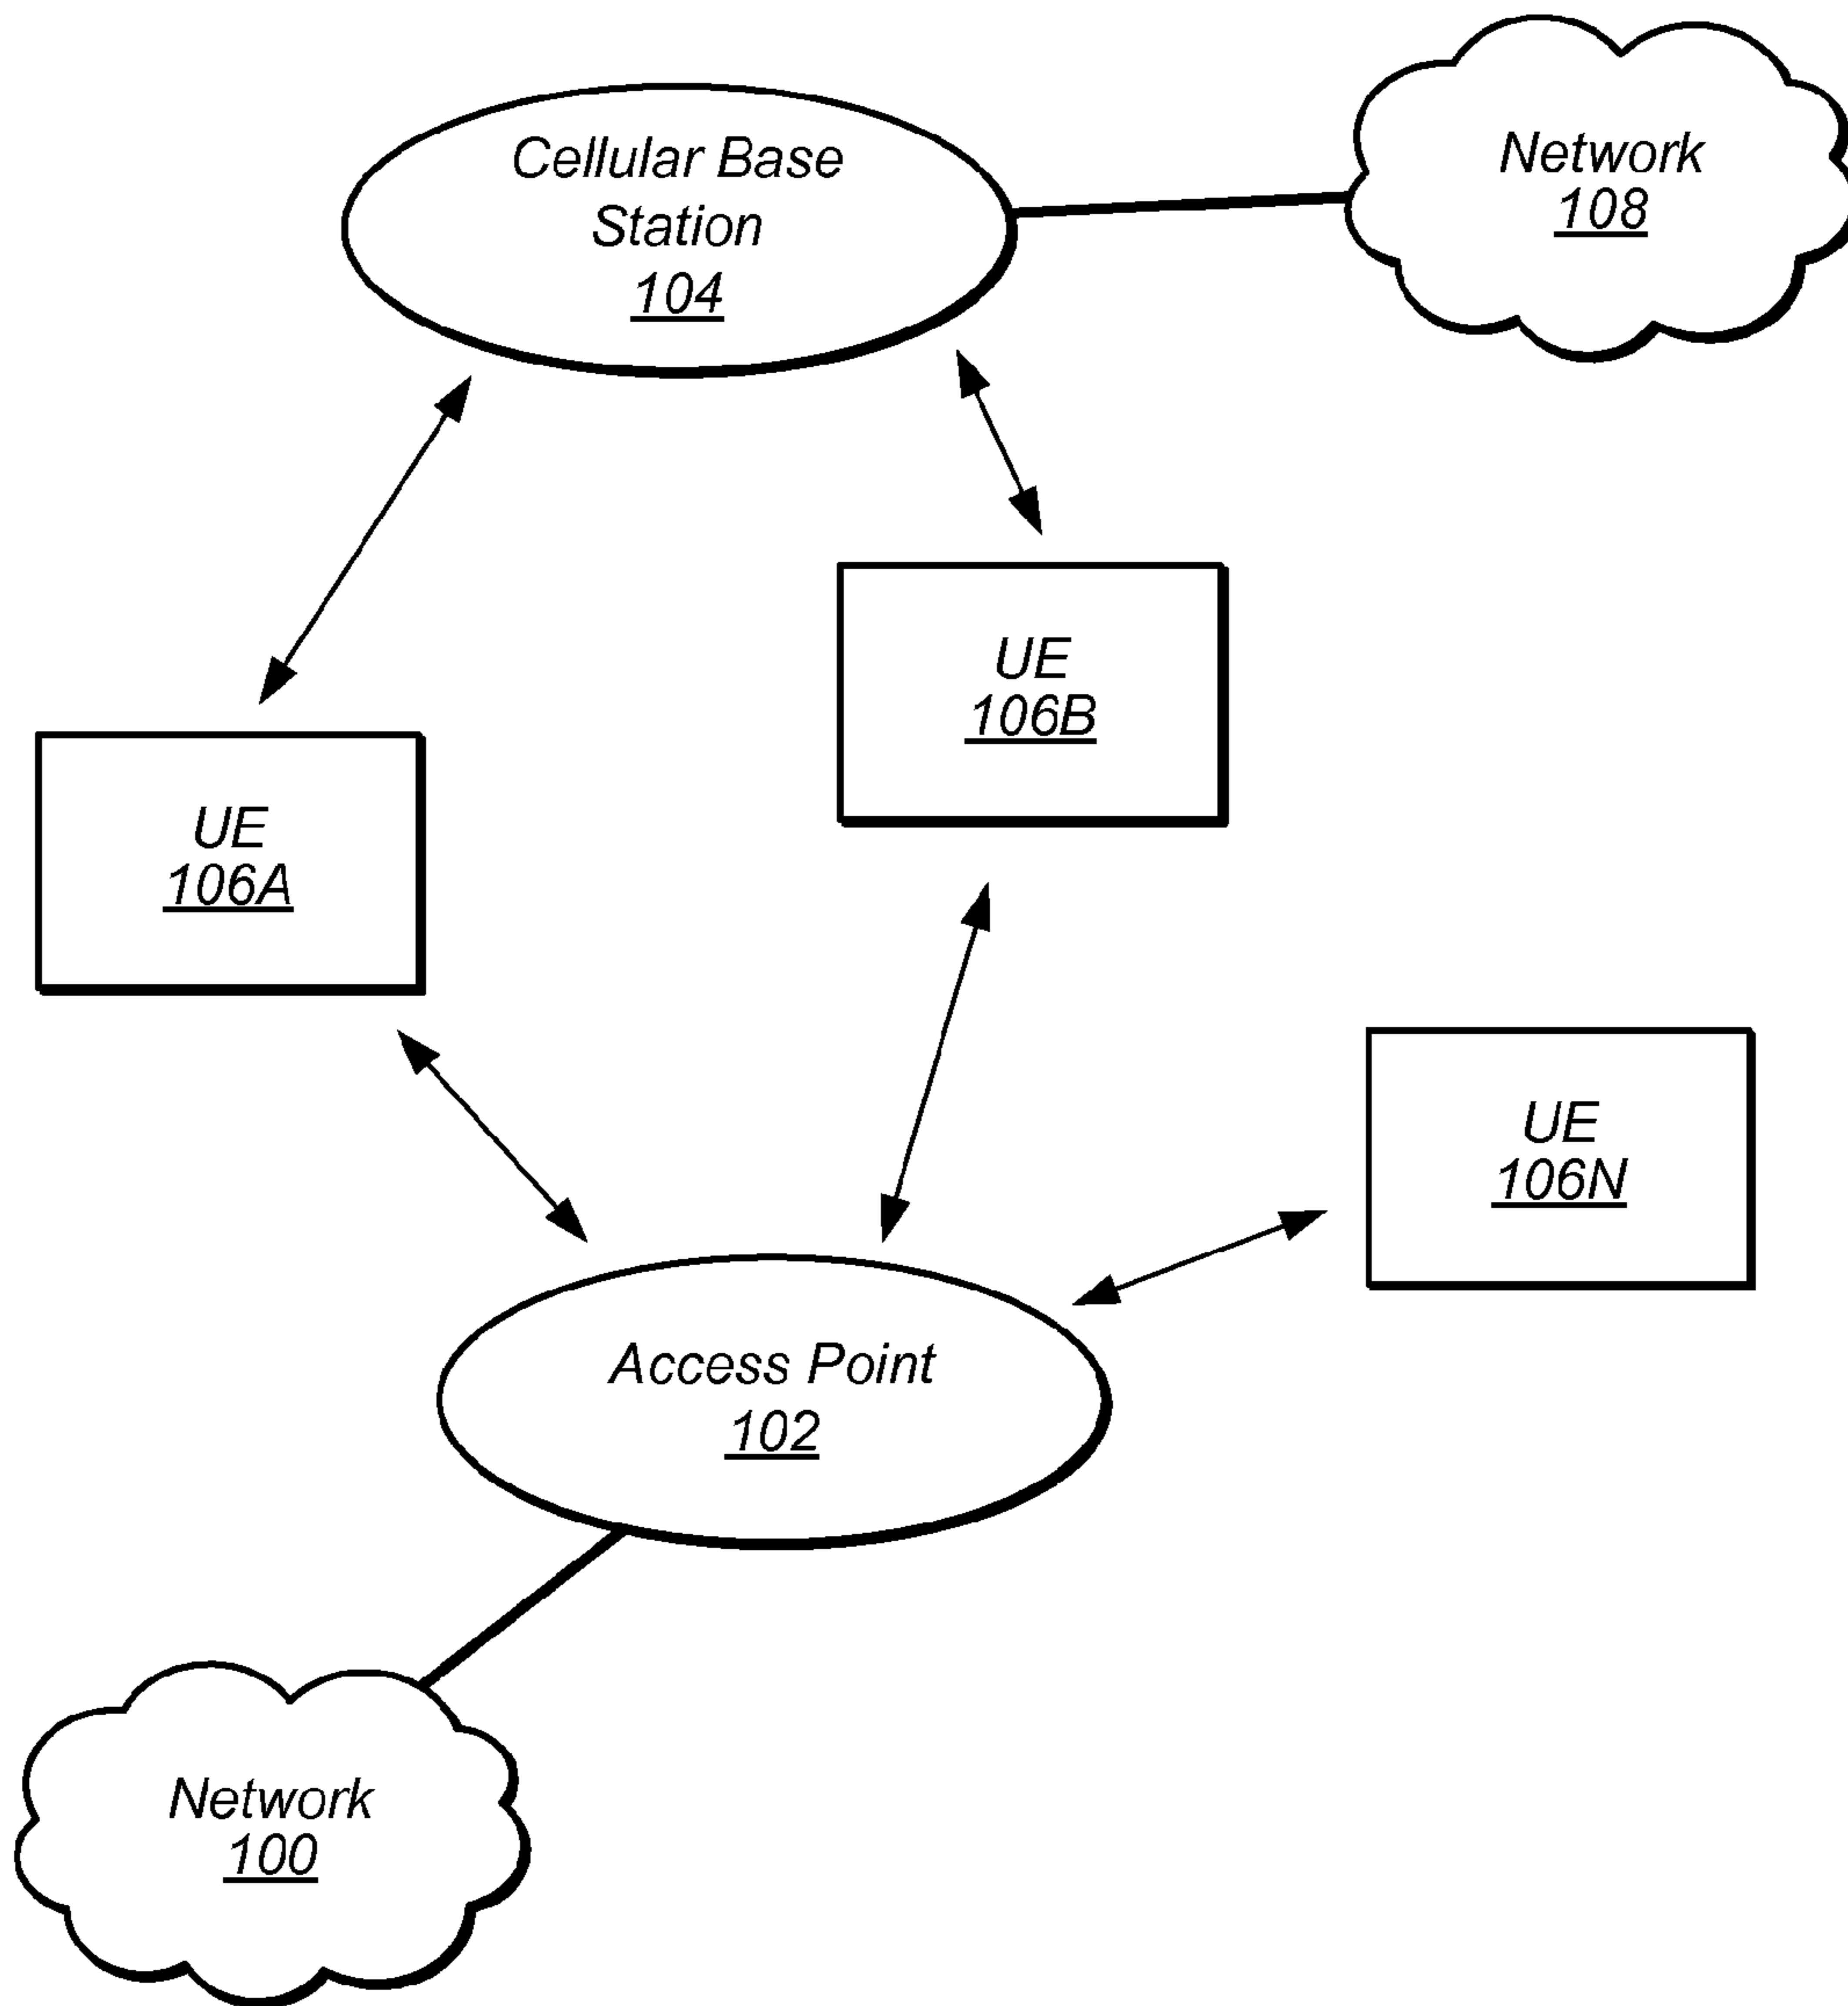 Cellular Base
Station
104
Network
108
UE
106B
UE
106A
UE
106N
Access Point
102
Network
100